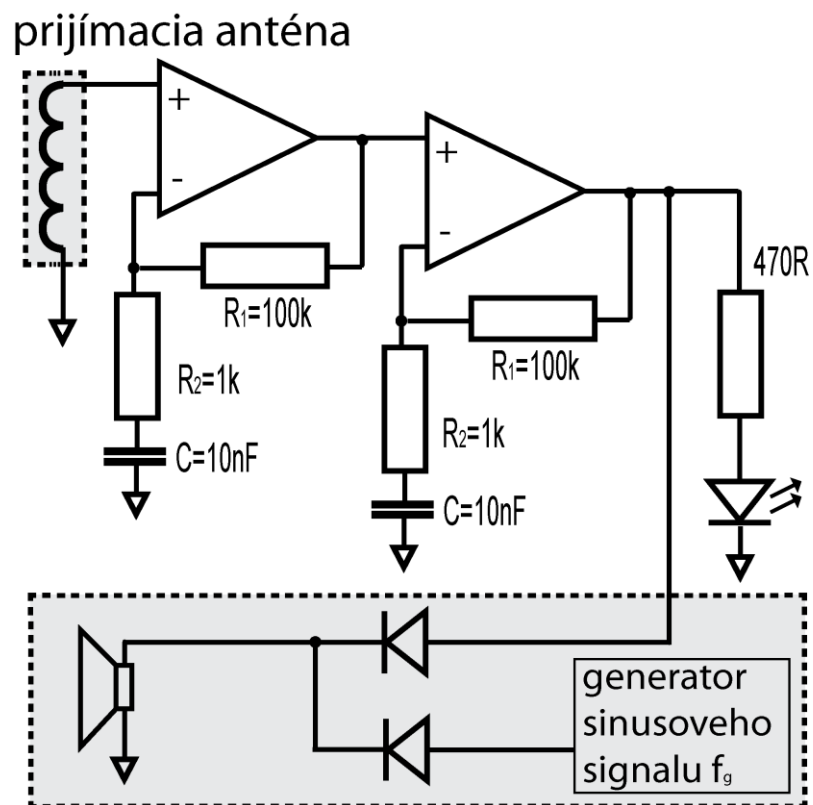 prijímacia anténa
+
-
+
-
470R
R₁=100k
R₁=100k
R₂=1k
R₂=1k
C=10nF
C=10nF
generator
sinusoveho
signalu fg